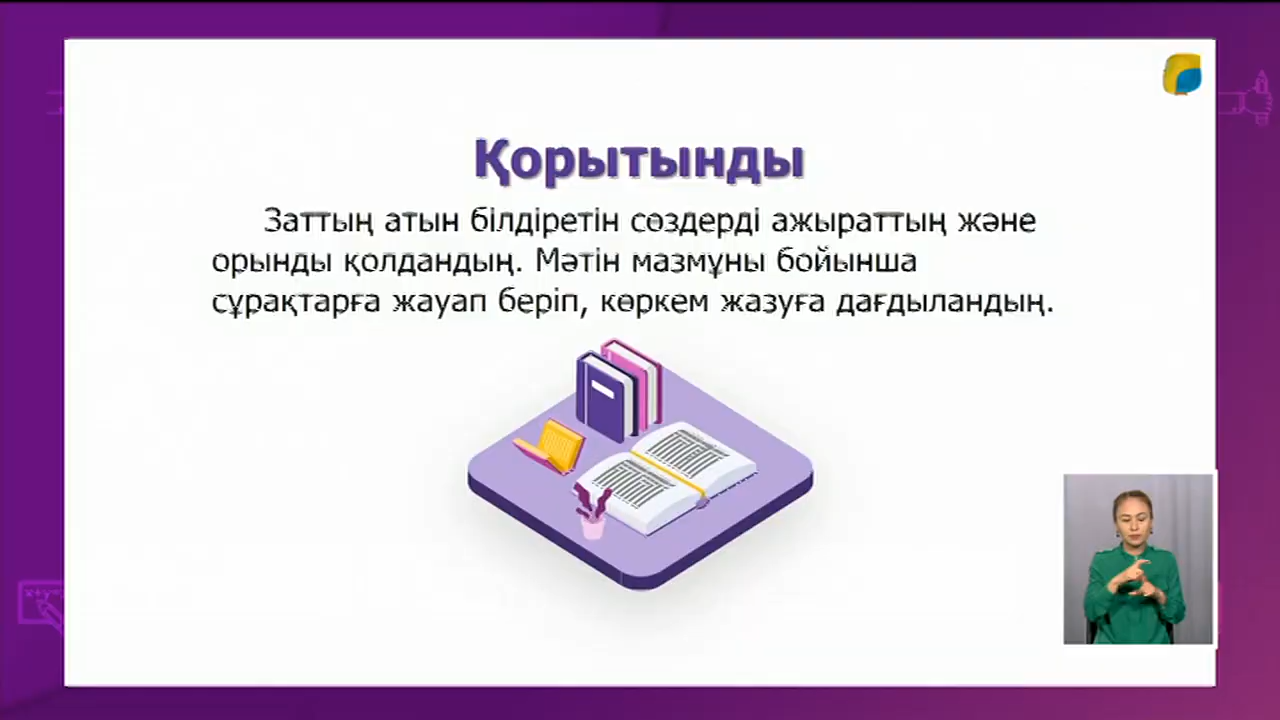 Қорытынды
Заттың атын білдіретін сөздерді ажыраттың және
орынды қолдандың. Мәтін мазмұны бойынша
сұрақтарға жауап беріп, көркем жазуға дағдыландың.